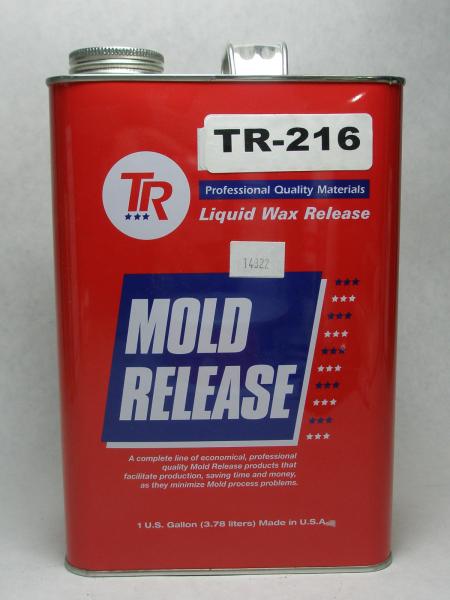 TR-216
TR
Professional Quality Materials
Liquid Wax Release
14922
MOLD
RELEASE
A complete line of economical, professional
quality Mold Release products that
facilitate production, saving time and money,
as they minimize Mold process problems.
1 U.S. Gallon (3.78 liters) Made in U.S.A.